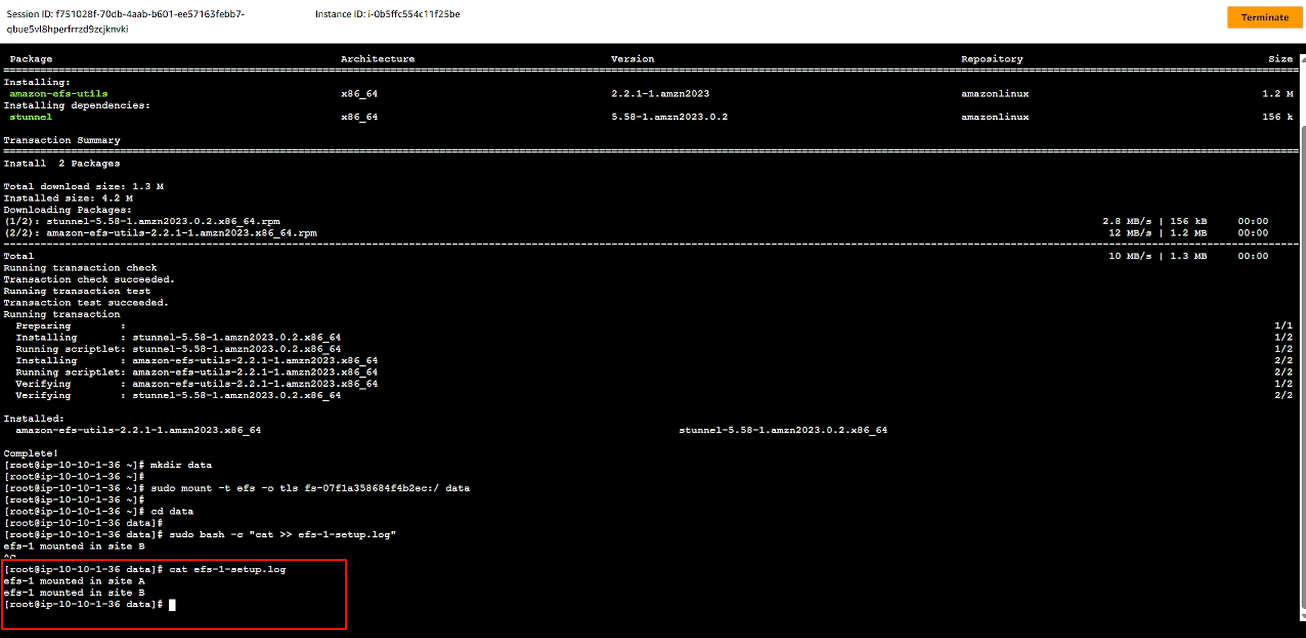 Session ID: f751028f-70db-4aab-b601-ee57163febb7-
qbue5vl8hperfrrzd9zcjknvki
Instance ID: i-0b5ffc554c11f25be
Terminate
Package Architecture Version Repository Size
Installing:
amazon-efs-utils x86_64 2.2.1-1.amzn2023 amazonlinux 1.2 M
Installing dependencies:
stunnel x86_64 5.58-1.amzn2023.0.2 amazonlinux 156 k
Transaction Summary
Install 2 Packages
Total download size: 1.3 M
Installed size: 4.2 M
Downloading Packages:
(1/2): stunnel-5.58-1.amzn2023.0.2.x86_64.rpm 2.8 MB/s | 156 kB 00:00
(2/2): amazon-efs-utils-2.2.1-1.amzn2023.x86_64.rpm 12 MB/s | 1.2 MB 00:00
Total 10 MB/s | 1.3 MB 00:00
Running transaction check
Transaction check succeeded.
Running transaction test
Transaction test succeeded.
Running transaction
Preparing : 1/1
Installing : stunnel-5.58-1.amzn2023.0.2.x86_64 1/2
Running scriptlet: stunnel-5.58-1.amzn2023.0.2.x86_64 1/2
Installing : amazon-efs-utils-2.2.1-1.amzn2023.x86_64 2/2
Running scriptlet: amazon-efs-utils-2.2.1-1.amzn2023.x86_64 2/2
Verifying : amazon-efs-utils-2.2.1-1.amzn2023.x86_64 1/2
Verifying : stunnel-5.58-1.amzn2023.0.2.x86_64 2/2
Installed:
amazon-efs-utils-2.2.1-1.amzn2023.x86_64 stunnel-5.58-1.amzn2023.0.2.x86_64
Complete!
[root@ip-10-10-1-36 ~]# mkdir data
[root@ip-10-10-1-36 ~]#
[root@ip-10-10-1-36 ~]# sudo mount -t efs -o tls fs-07f1a358684f4b2ec:/ data
[root@ip-10-10-1-36 ~]#
[root@ip-10-10-1-36 ~]# cd data
[root@ip-10-10-1-36 data]#
[root@ip-10-10-1-36 data]# sudo bash -c "cat >> efs-1-setup.log"
efs-1 mounted in site B
^C
[root@ip-10-10-1-36 data]# cat efs-1-setup.log
efs-1 mounted in site A
efs-1 mounted in site B
[root@ip-10-10-1-36 data]#